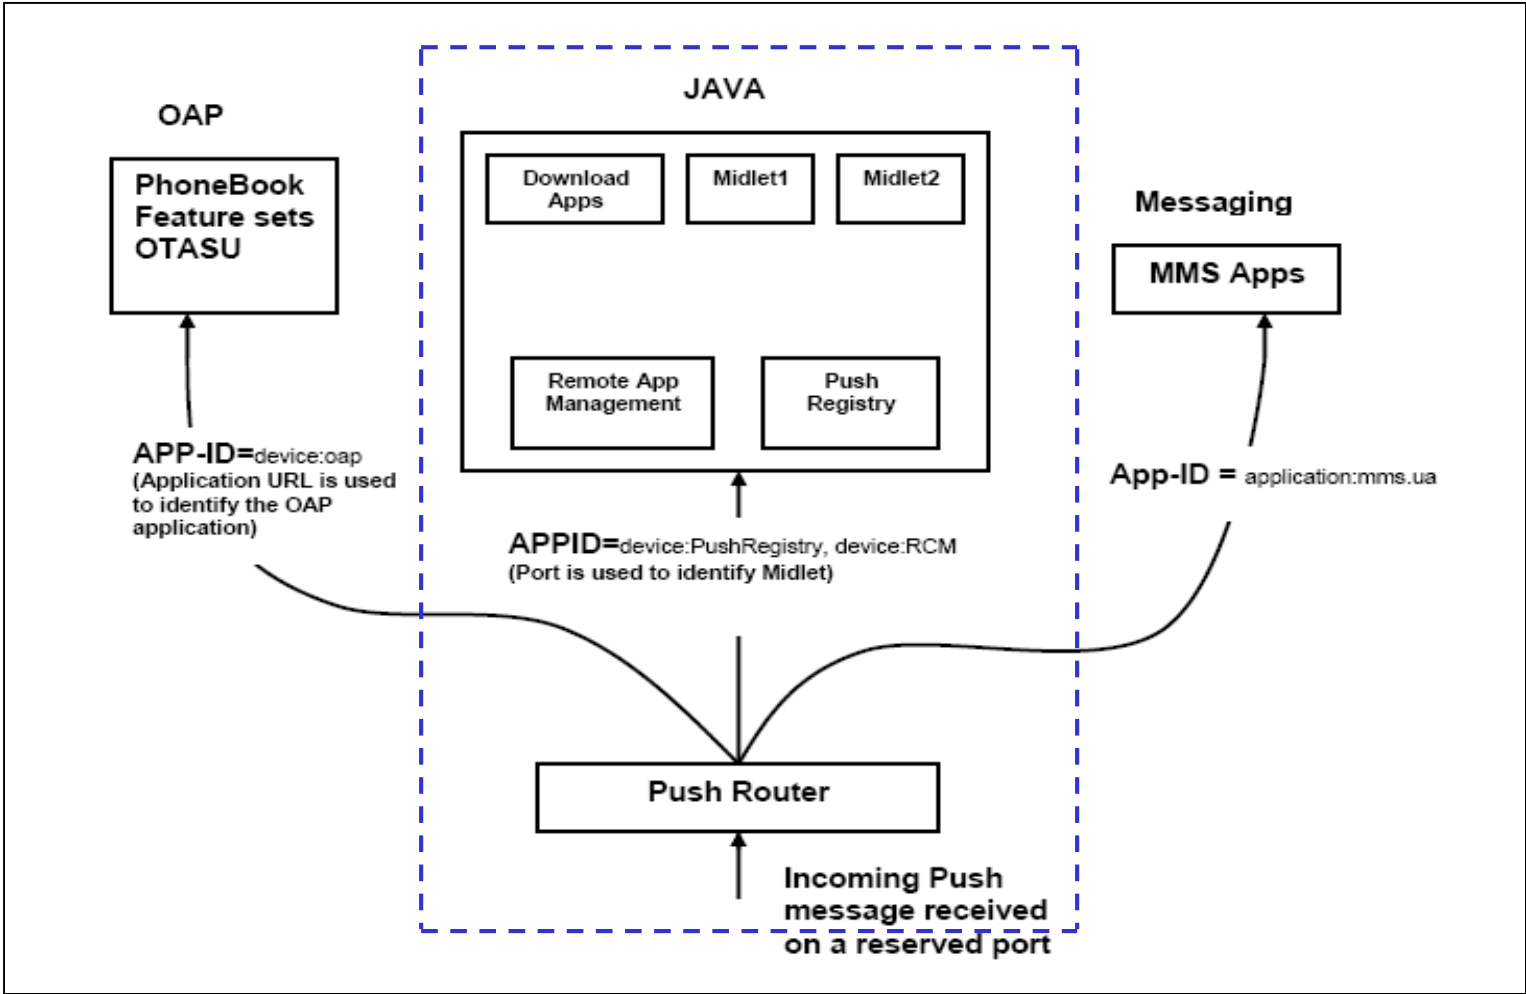 OAP
PhoneBook
Feature sets
OTASU
APP-ID=device:oap
(Application URL is used
to identify the OAP
application)
JAVA
Download
Apps
Midlet1
Midlet2
Remote App
Management
Push
Registry
APPID=device:PushRegistry, device:RCM
(Port is used to identify Midlet)
Messaging
MMS Apps
App-ID = application:mms.ua
Push Router
Incoming Push
message received
on a reserved port